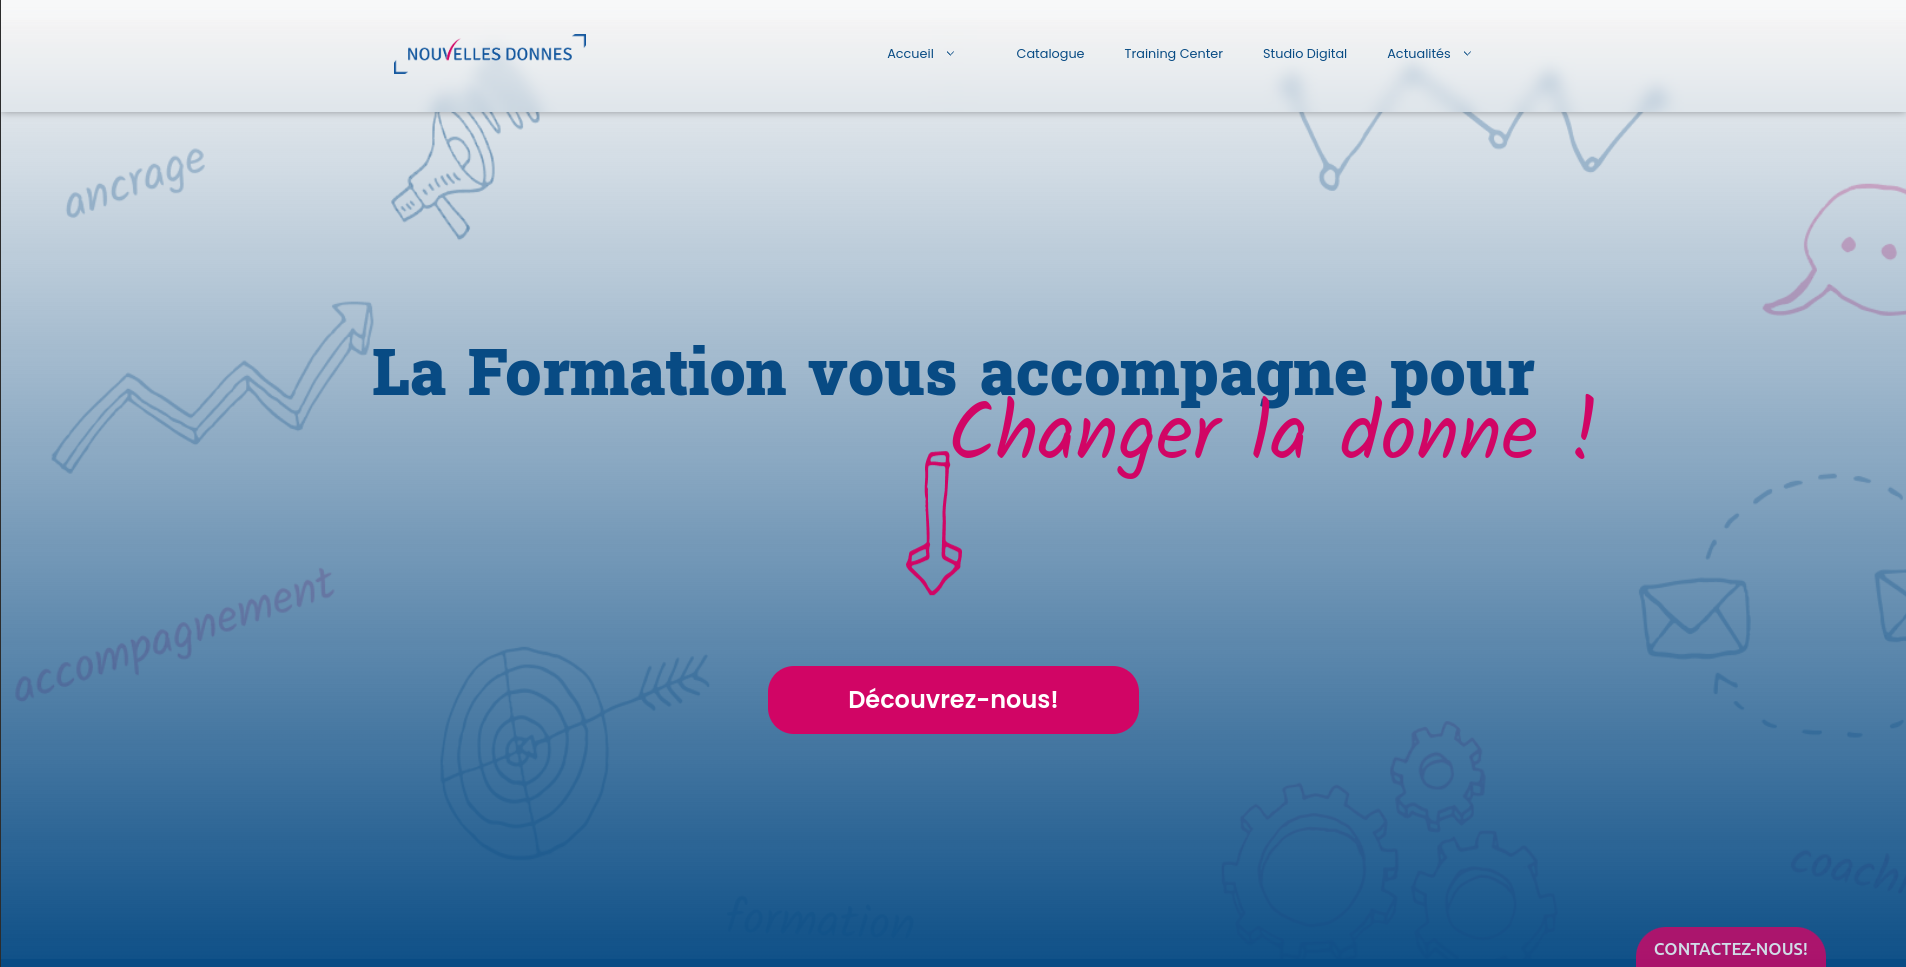 NOUVELLES DONNES
Accueil
Catalogue
Training Center
Studio Digital
Actualités
ancrage
La Formation vous accompagne pour
Changer la donne !
accompagnement
Découvrez-nous!
formation
CONTACTEZ-NOUS!